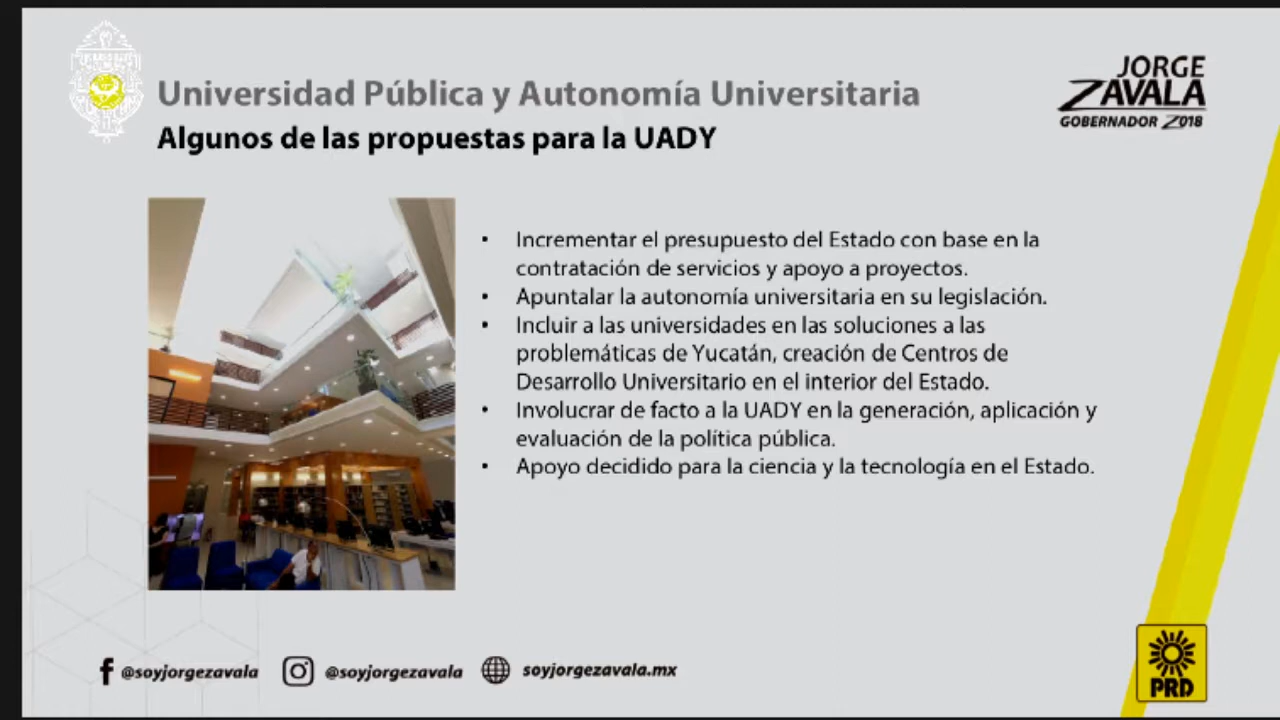 Universidad Pública y Autonomía Universitaria
Algunos de las propuestas para la UADY
JORGE
ZAVALA
GOBERNADOR 2018
• Incrementar el presupuesto del Estado con base en la
contratación de servicios y apoyo a proyectos.
• Apuntalar la autonomía universitaria en su legislación.
• Incluir a las universidades en las soluciones a las
problemáticas de Yucatán, creación de Centros de
Desarrollo Universitario en el interior del Estado.
• Involucrar de facto a la UADY en la generación, aplicación y
evaluación de la política pública.
• Apoyo decidido para la ciencia y la tecnología en el Estado.
@soyjorgezavala @soyjorgezavala soyjorgezavala.mx
PRD